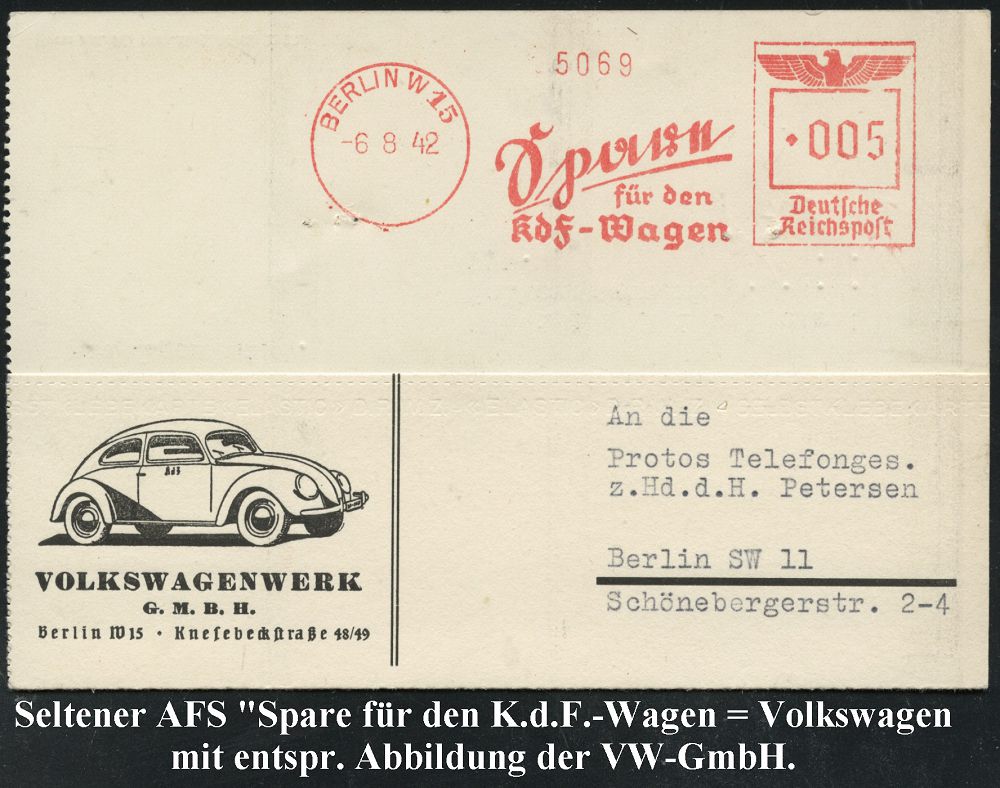 5069
BERLIN W 15
-6 8 42
Spare
für den
KdF-Wagen
005
Deutsche
Reichspost
VOLKSWAGENWERK
G. M. B. H.
Berlin W15 • Knesebeckstraße 48/49
An die
Protos Telefonges.
z.Hd.d.H. Petersen
Berlin SW 11
Schönebergerstr. 2-4
Seltener AFS "Spare für den K.d.F.-Wagen = Volkswagen
mit entspr. Abbildung der VW-GmbH.